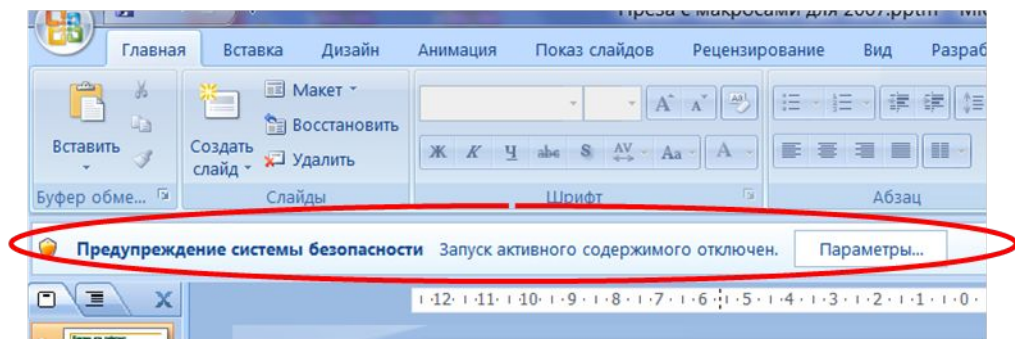 Преза с макросами для 2007.pptm
Главная Вставка Дизайн Анимация Показ слайдов Рецензирование Вид
Вставить
Создать слайд
Макет
Восстановить
Удалить
Ж К Ч abe S AV Aa A
Буфер обме... Слайды Шрифт Абзац
Предупреждение системы безопасности Запуск активного содержимого отключен. Параметры...
12 11 10 9 8 7 6 5 4 3 2 1 0